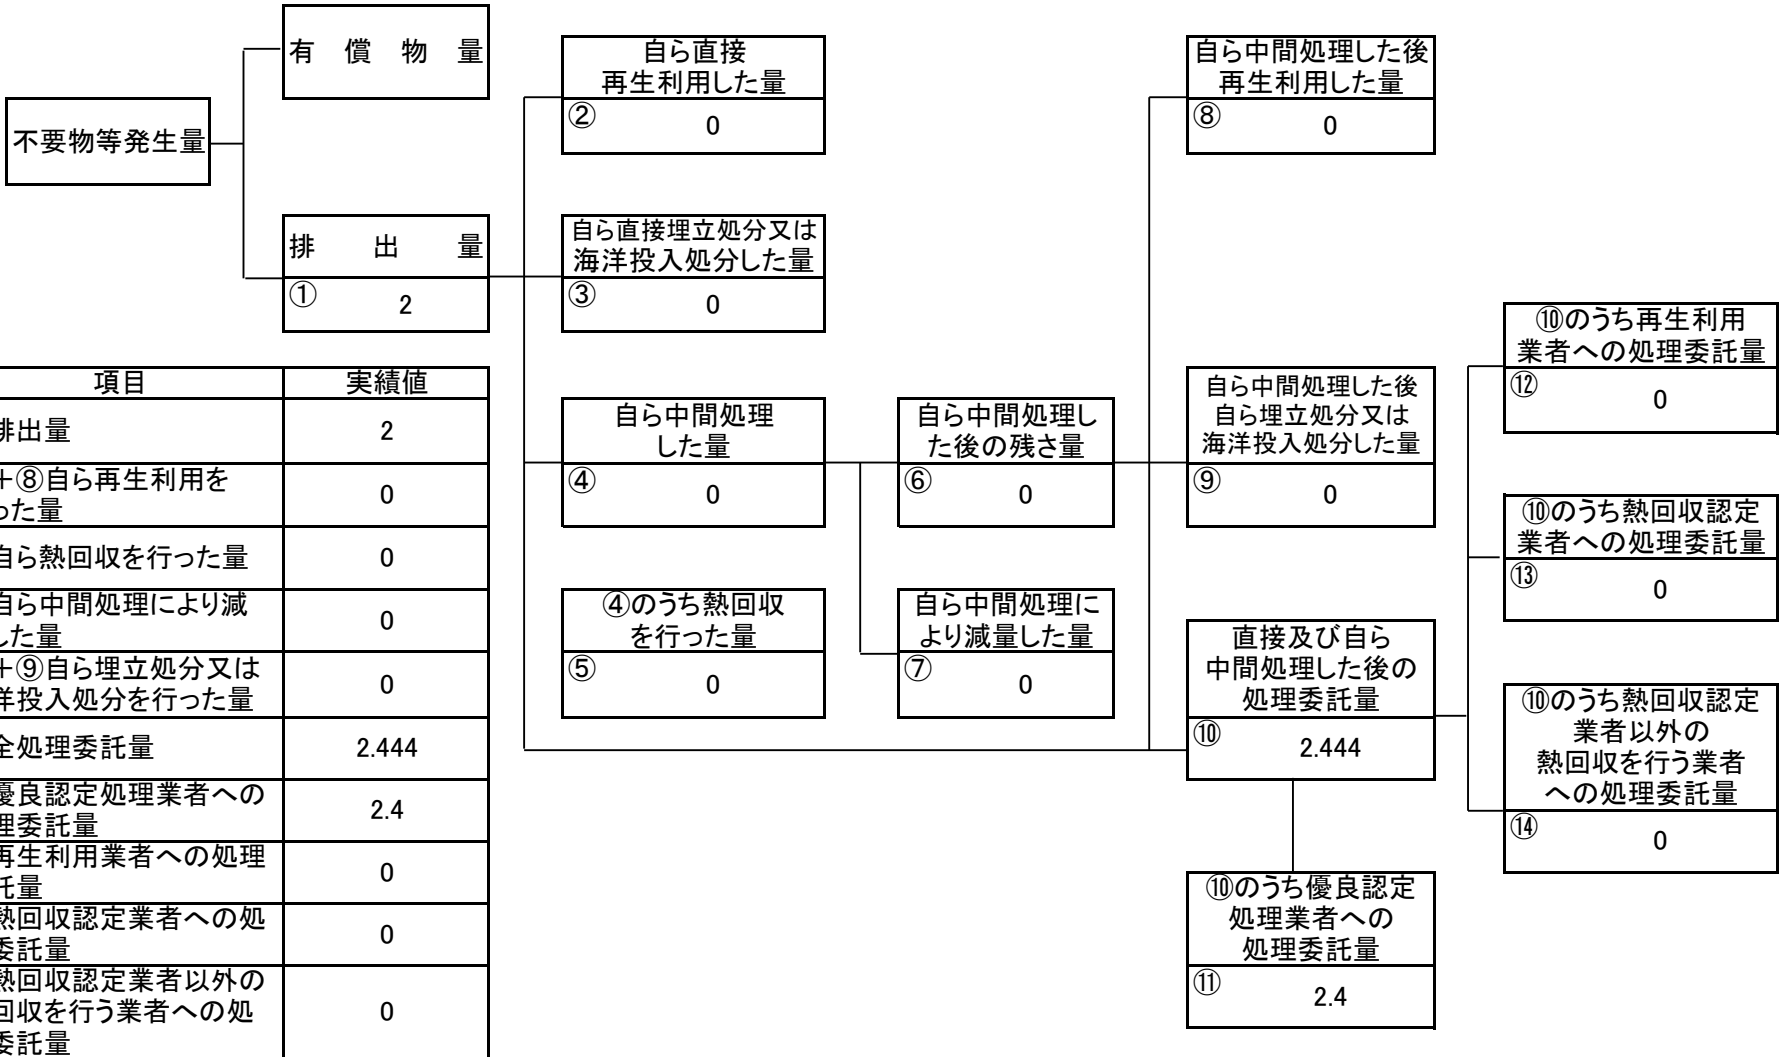 有償物量
不要物等発生量
排出量
① 2
自ら直接
再生利用した量
② 0
自ら直接埋立処分又は
海洋投入処分した量
③ 0
自ら中間処理
した量
④ 0
④のうち熱回収
を行った量
⑤ 0
自ら中間処理し
た後の残さ量
⑥ 0
自ら中間処理に
より減量した量
⑦ 0
自ら中間処理した後
再生利用した量
⑧ 0
自ら中間処理した後
自ら埋立処分又は
海洋投入処分した量
⑨ 0
直接及び自ら
中間処理した後の
処理委託量
⑩ 2.444
⑩のうち優良認定
処理業者への
処理委託量
⑪ 2.4
⑩のうち再生利用
業者への処理委託量
⑫ 0
⑩のうち熱回収認定
業者への処理委託量
⑬ 0
⑩のうち熱回収認定
業者以外の
熱回収を行う業者
への処理委託量
⑭ 0
項目 実績値
排出量 2
+⑧自ら再生利用を
った量 0
自ら熱回収を行った量 0
自ら中間処理により減
した量 0
+⑨自ら埋立処分又は
洋投入処分を行った量 0
全処理委託量 2.444
優良認定処理業者への
理委託量 2.4
再生利用業者への処理
託量 0
熱回収認定業者への処
委託量 0
熱回収認定業者以外の
回収を行う業者への処
委託量 0